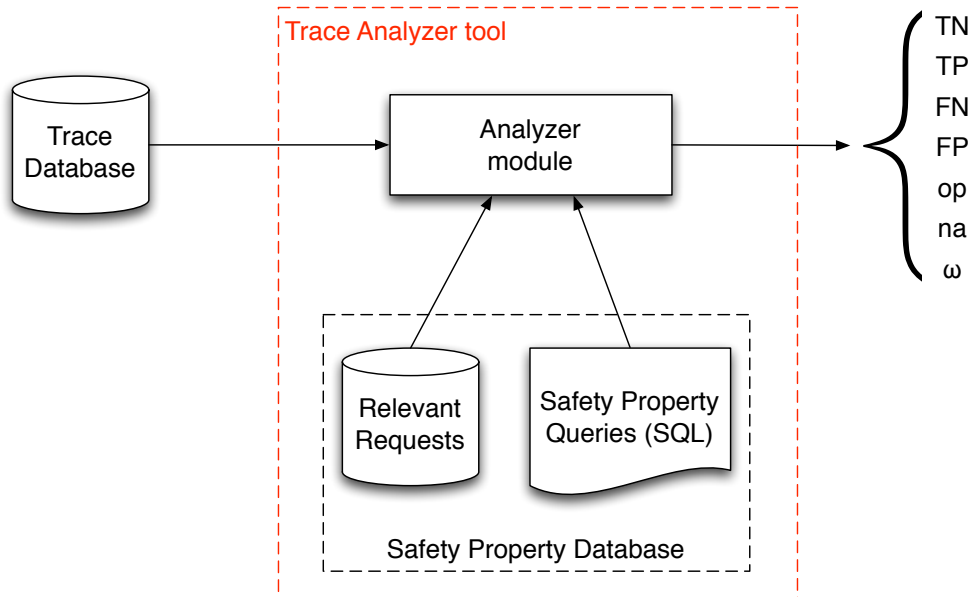 Trace Analyzer tool
Trace
Database
Analyzer
module
Relevant
Requests
Safety Property
Queries (SQL)
Safety Property Database
TN
TP
FN
FP
op
na
ω